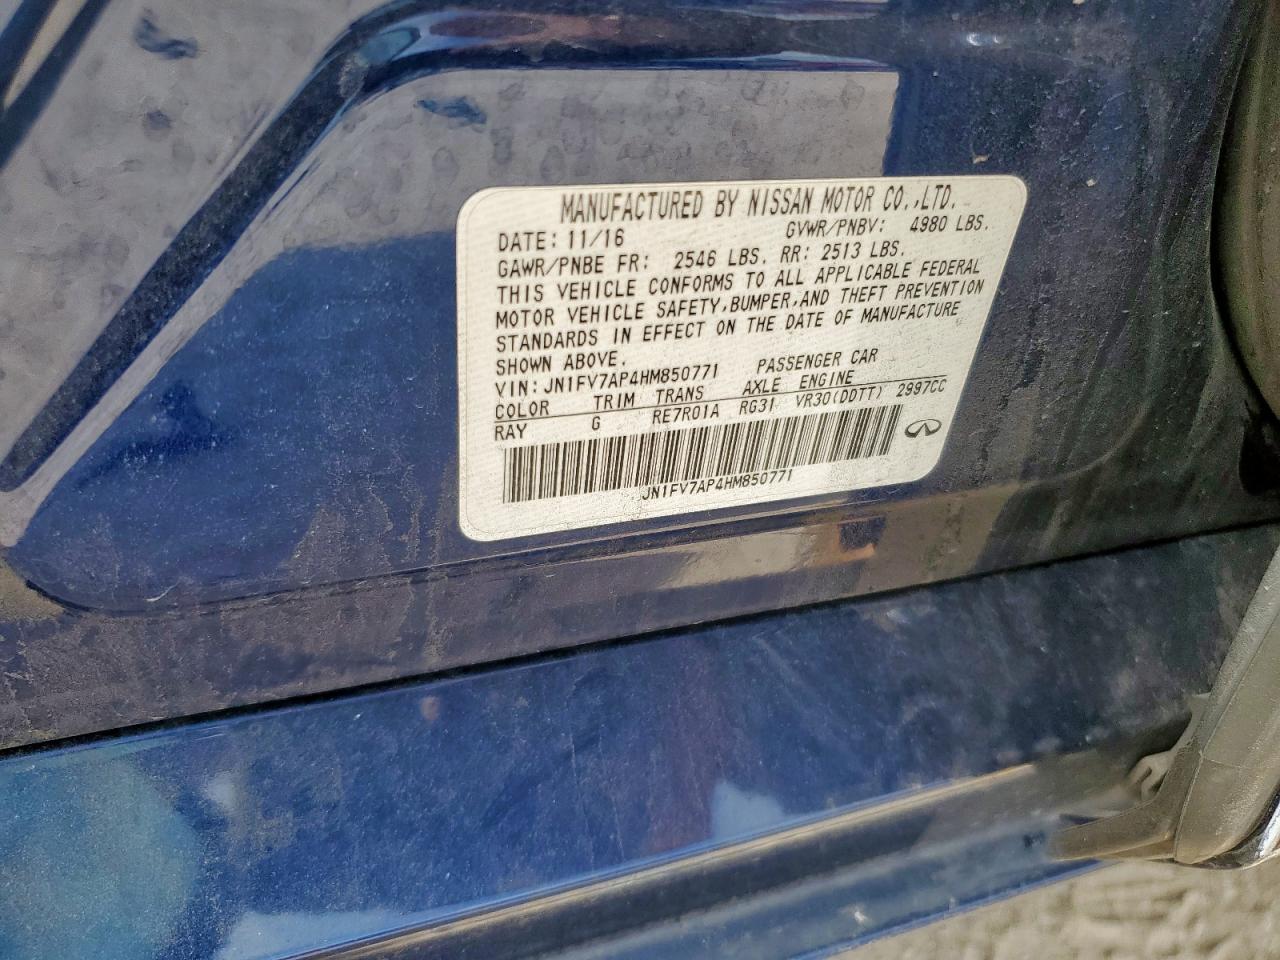 MANUFACTURED BY NISSAN MOTOR CO.,LTD.
DATE: 11/16 GVWR/PNBV: 4980 LBS.
GAWR/PNBE FR: 2546 LBS. RR: 2513 LBS.
THIS VEHICLE CONFORMS TO ALL APPLICABLE FEDERAL
MOTOR VEHICLE SAFETY,BUMPER,AND THEFT PREVENTION
STANDARDS IN EFFECT ON THE DATE OF MANUFACTURE
SHOWN ABOVE.
VIN: JN1FV7AP4HM850771 PASSENGER CAR
COLOR TRIM TRANS AXLE ENGINE
RAY G RE7R01A RG31 VR30(DDTT) 2997CC
JN1FV7AP4HM850771